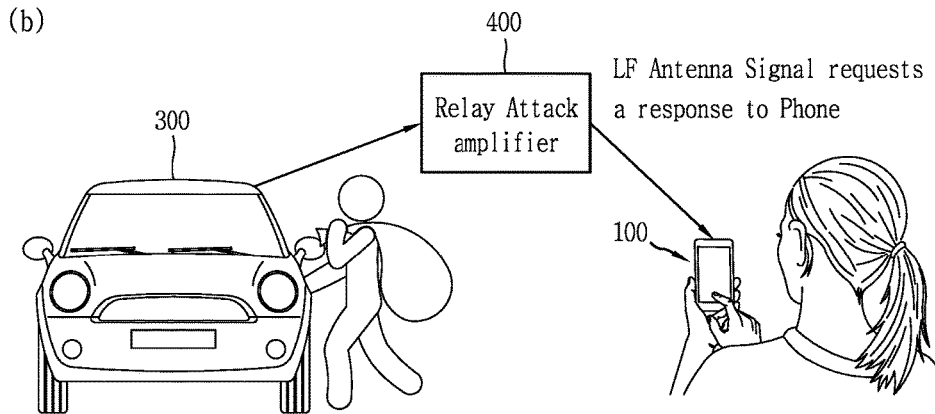 (b)
400
LF Antenna Signal requests
a response to Phone
Relay Attack
amplifier
300
100